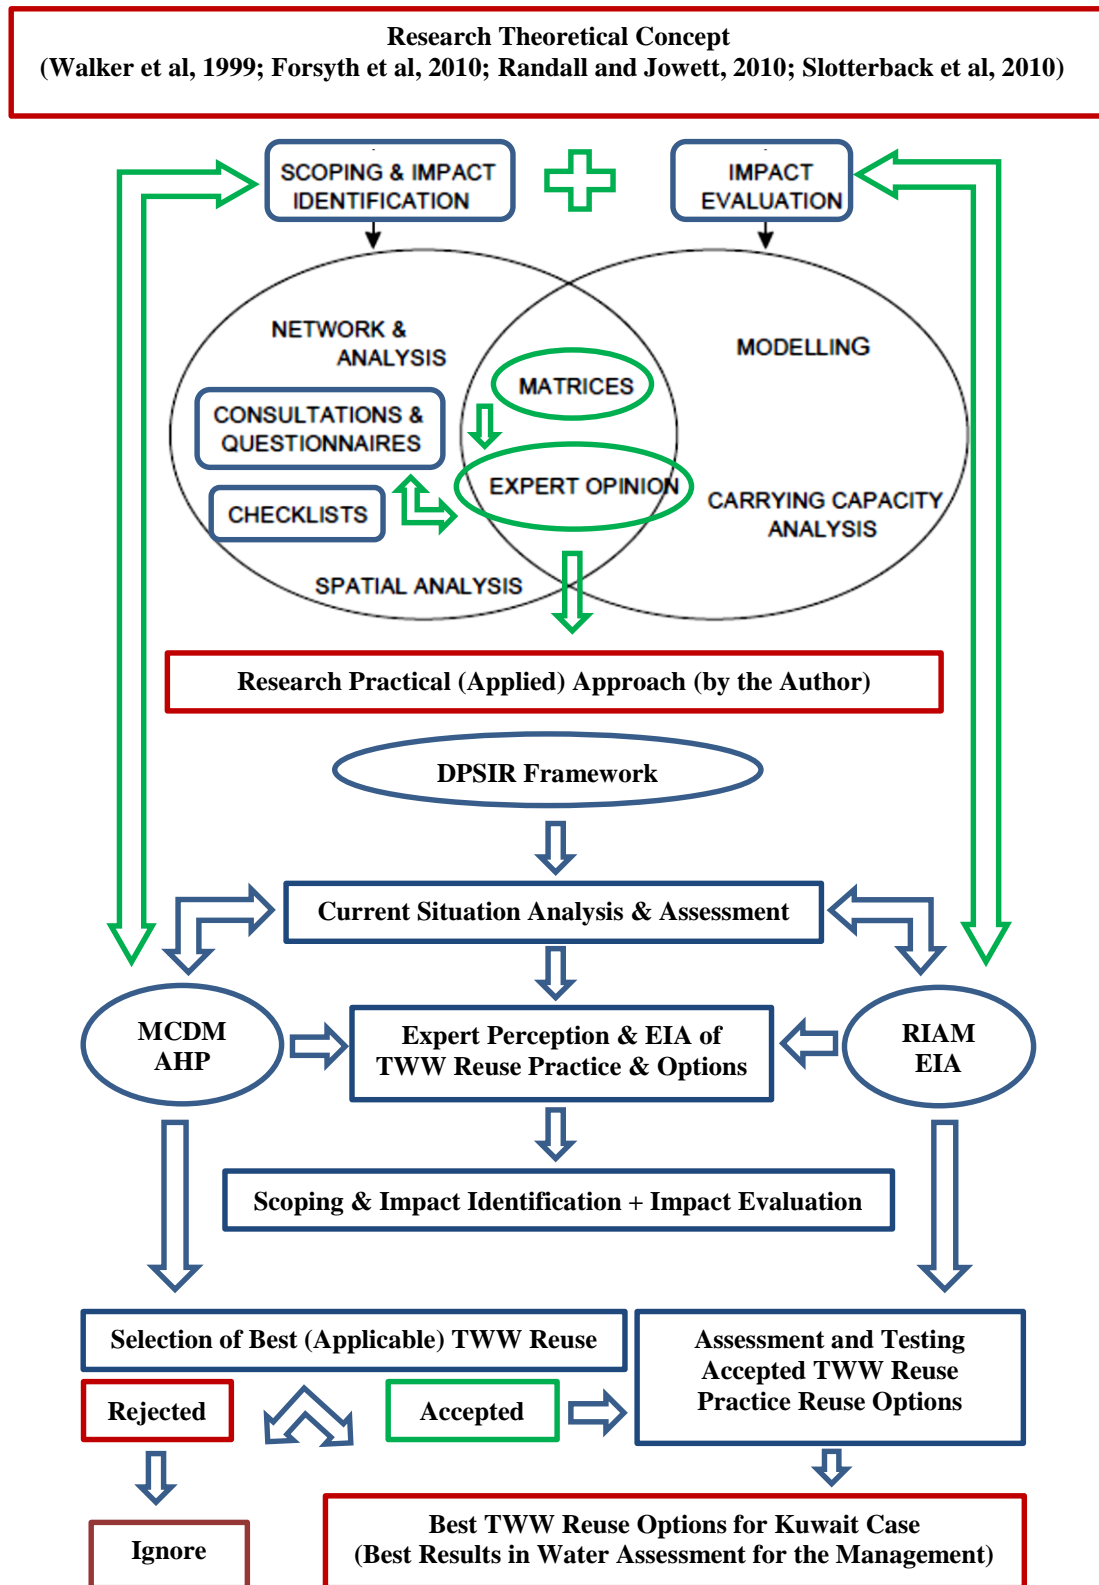 Research Theoretical Concept
(Walker et al, 1999; Forsyth et al, 2010; Randall and Jowett, 2010; Slotterback et al, 2010)
SCOPING & IMPACT
IDENTIFICATION
IMPACT
EVALUATION
NETWORK &
ANALYSIS
MODELLING
MATRICES
CONSULTATIONS &
QUESTIONNAIRES
EXPERT OPINION
CHECKLISTS
CARRYING CAPACITY
ANALYSIS
SPATIAL ANALYSIS
Research Practical (Applied) Approach (by the Author)
DPSIR Framework
Current Situation Analysis & Assessment
MCDM
AHP
Expert Perception & EIA of
TWW Reuse Practice & Options
RIAM
EIA
Scoping & Impact Identification + Impact Evaluation
Selection of Best (Applicable) TWW Reuse
Assessment and Testing
Accepted TWW Reuse
Practice Reuse Options
Rejected
Accepted
Ignore
Best TWW Reuse Options for Kuwait Case
(Best Results in Water Assessment for the Management)